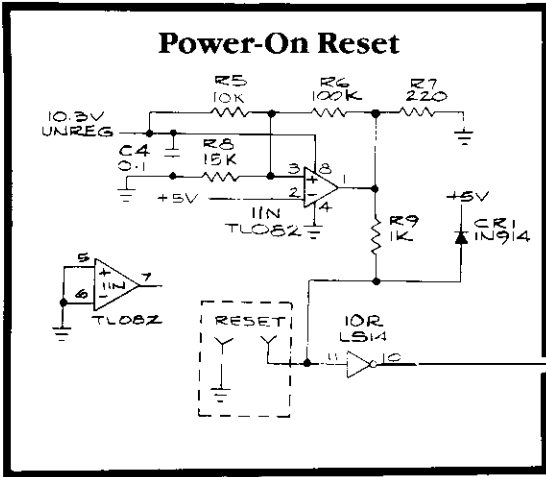 Power-On Reset
R5
10K
R6
100K
R7
220
10.3V
UNREG
C4
0.1
R8
15K
3
+
8
2
-
4
1
+5V
11N
TL082
R9
1K
+5V
CR1
1N914
5
+
6
-
11N
7
TL082
RESET
10R
LS14
11
10